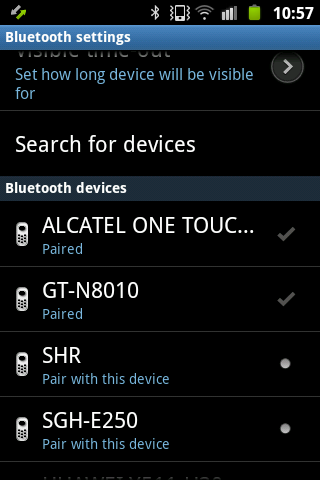 10:57
Bluetooth settings
Visible time out
Set how long device will be visible
for
Search for devices
Bluetooth devices
ALCATEL ONE TOUC...
Paired
GT-N8010
Paired
SHR
Pair with this device
SGH-E250
Pair with this device